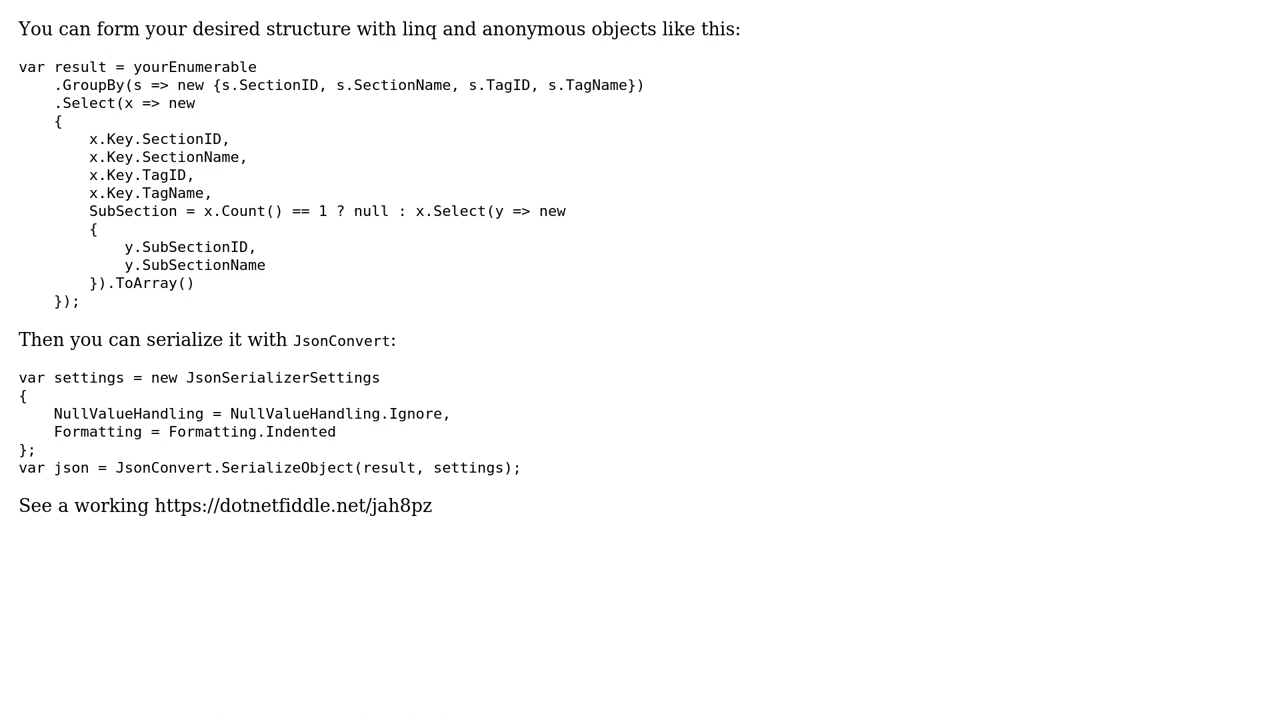 You can form your desired structure with linq and anonymous objects like this:
var result = yourEnumerable
    .GroupBy(s => new {s.SectionID, s.SectionName, s.TagID, s.TagName})
    .Select(x => new
    {
        x.Key.SectionID,
        x.Key.SectionName,
        x.Key.TagID,
        x.Key.TagName,
        SubSection = x.Count() == 1 ? null : x.Select(y => new
        {
            y.SubSectionID,
            y.SubSectionName
        }).ToArray()
    });
Then you can serialize it with JsonConvert:
var settings = new JsonSerializerSettings
{
    NullValueHandling = NullValueHandling.Ignore,
    Formatting = Formatting.Indented
};
var json = JsonConvert.SerializeObject(result, settings);
See a working https://dotnetfiddle.net/jah8pz